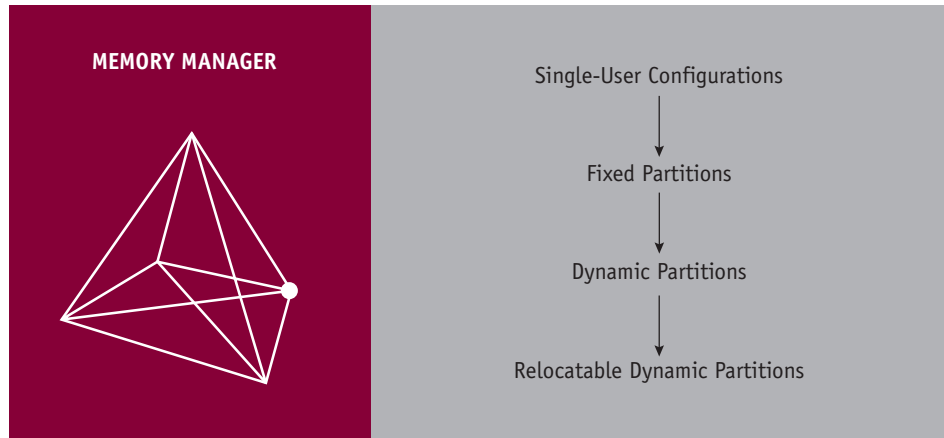 MEMORY MANAGER
Single-User Configurations
Fixed Partitions
Dynamic Partitions
Relocatable Dynamic Partitions